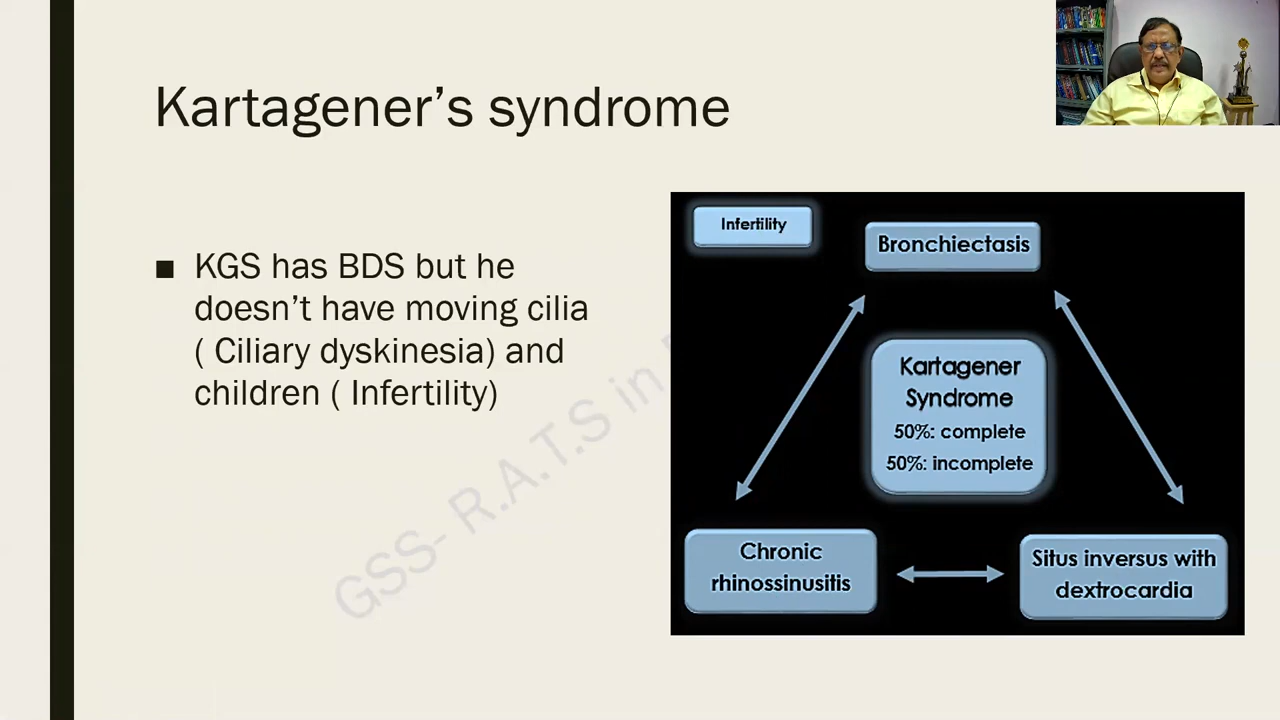 Kartagener’s syndrome
■ KGS has BDS but he
doesn’t have moving cilia
( Ciliary dyskinesia) and
children ( Infertility)
GSS- R.A.T.S in
Infertility
Bronchiectasis
Kartagener
Syndrome
50%: complete
50%: incomplete
Chronic
rhinossinusitis
Situs inversus with
dextrocardia